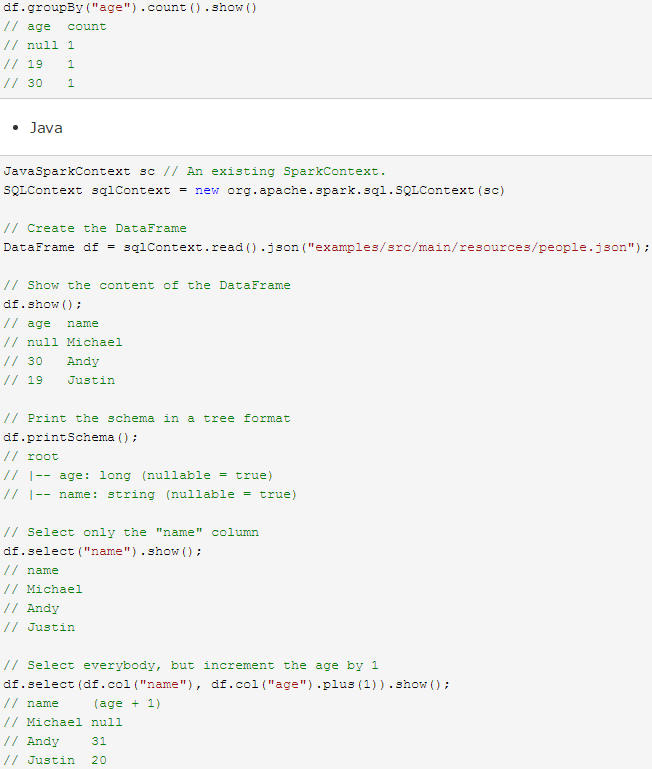 df.groupBy("age").count().show()
// age  count
// null 1
// 19   1
// 30   1
• Java
JavaSparkContext sc // An existing SparkContext.
SQLContext sqlContext = new org.apache.spark.sql.SQLContext(sc)
// Create the DataFrame
DataFrame df = sqlContext.read().json("examples/src/main/resources/people.json");
// Show the content of the DataFrame
df.show();
// age  name
// null Michael
// 30   Andy
// 19   Justin
// Print the schema in a tree format
df.printSchema();
// root
// |-- age: long (nullable = true)
// |-- name: string (nullable = true)
// Select only the "name" column
df.select("name").show();
// name
// Michael
// Andy
// Justin
// Select everybody, but increment the age by 1
df.select(df.col("name"), df.col("age").plus(1)).show();
// name    (age + 1)
// Michael null
// Andy    31
// Justin  20